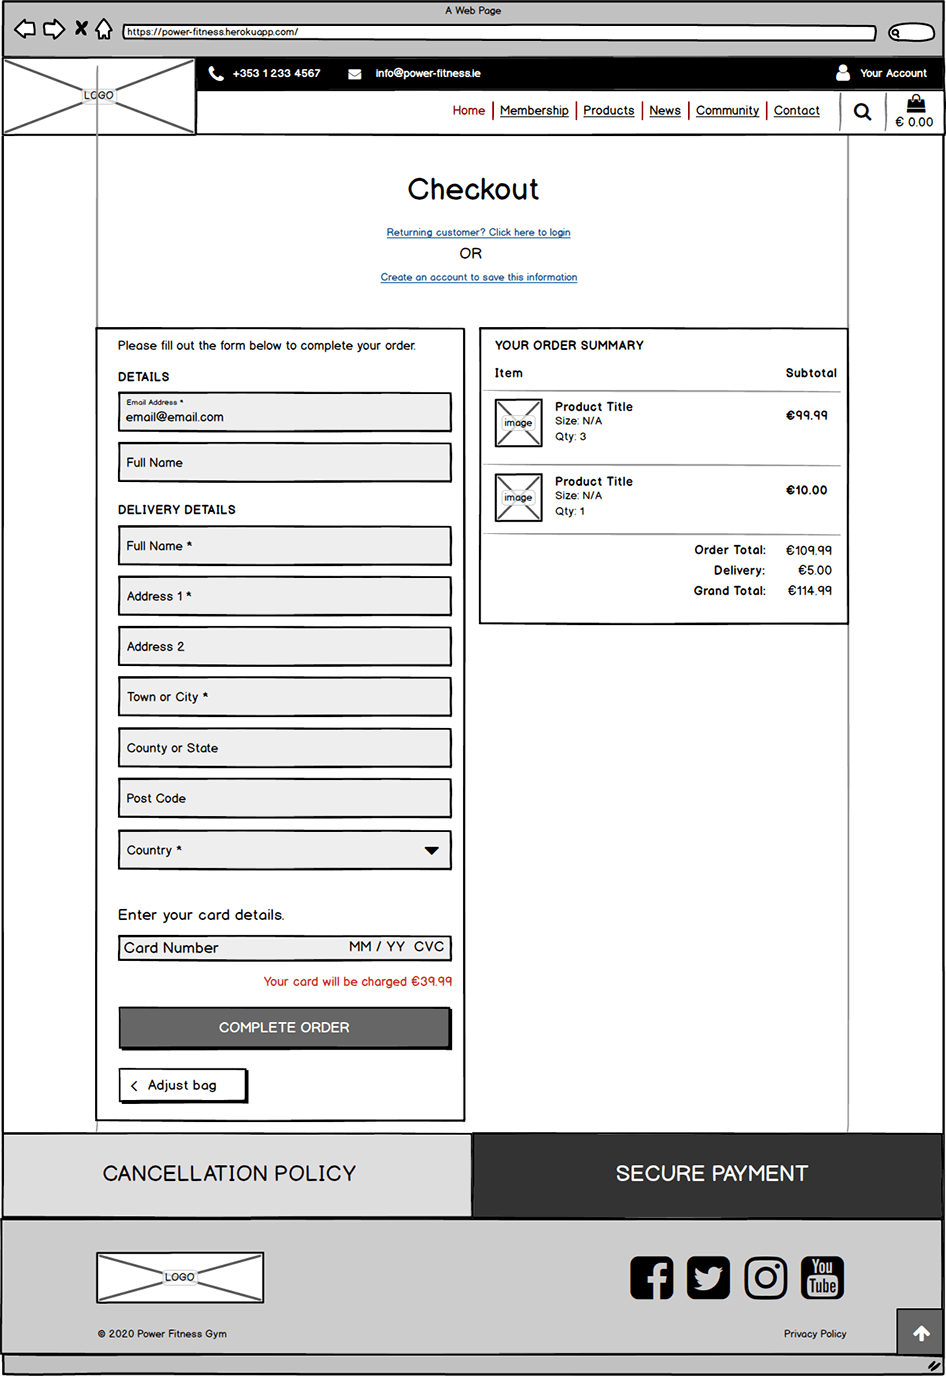 A Web Page
https://power-fitness.herokuapp.com/
LOGO
+353 1 233 4567
info@power-fitness.ie
Your Account
Home
Membership
Products
News
Community
Contact
€ 0.00
Checkout
Returning customer? Click here to login
OR
Create an account to save this information
Please fill out the form below to complete your order.
DETAILS
Email Address *
email@email.com
Full Name
DELIVERY DETAILS
Full Name *
Address 1 *
Address 2
Town or City *
County or State
Post Code
Country *
Enter your card details.
Card Number MM / YY CVC
Your card will be charged €39.99
COMPLETE ORDER
Adjust bag
YOUR ORDER SUMMARY
Item Subtotal
image
Product Title
Size: N/A
Qty: 3
€99.99
image
Product Title
Size: N/A
Qty: 1
€10.00
Order Total: €109.99
Delivery: €5.00
Grand Total: €114.99
CANCELLATION POLICY
SECURE PAYMENT
LOGO
You
Tube
© 2020 Power Fitness Gym
Privacy Policy